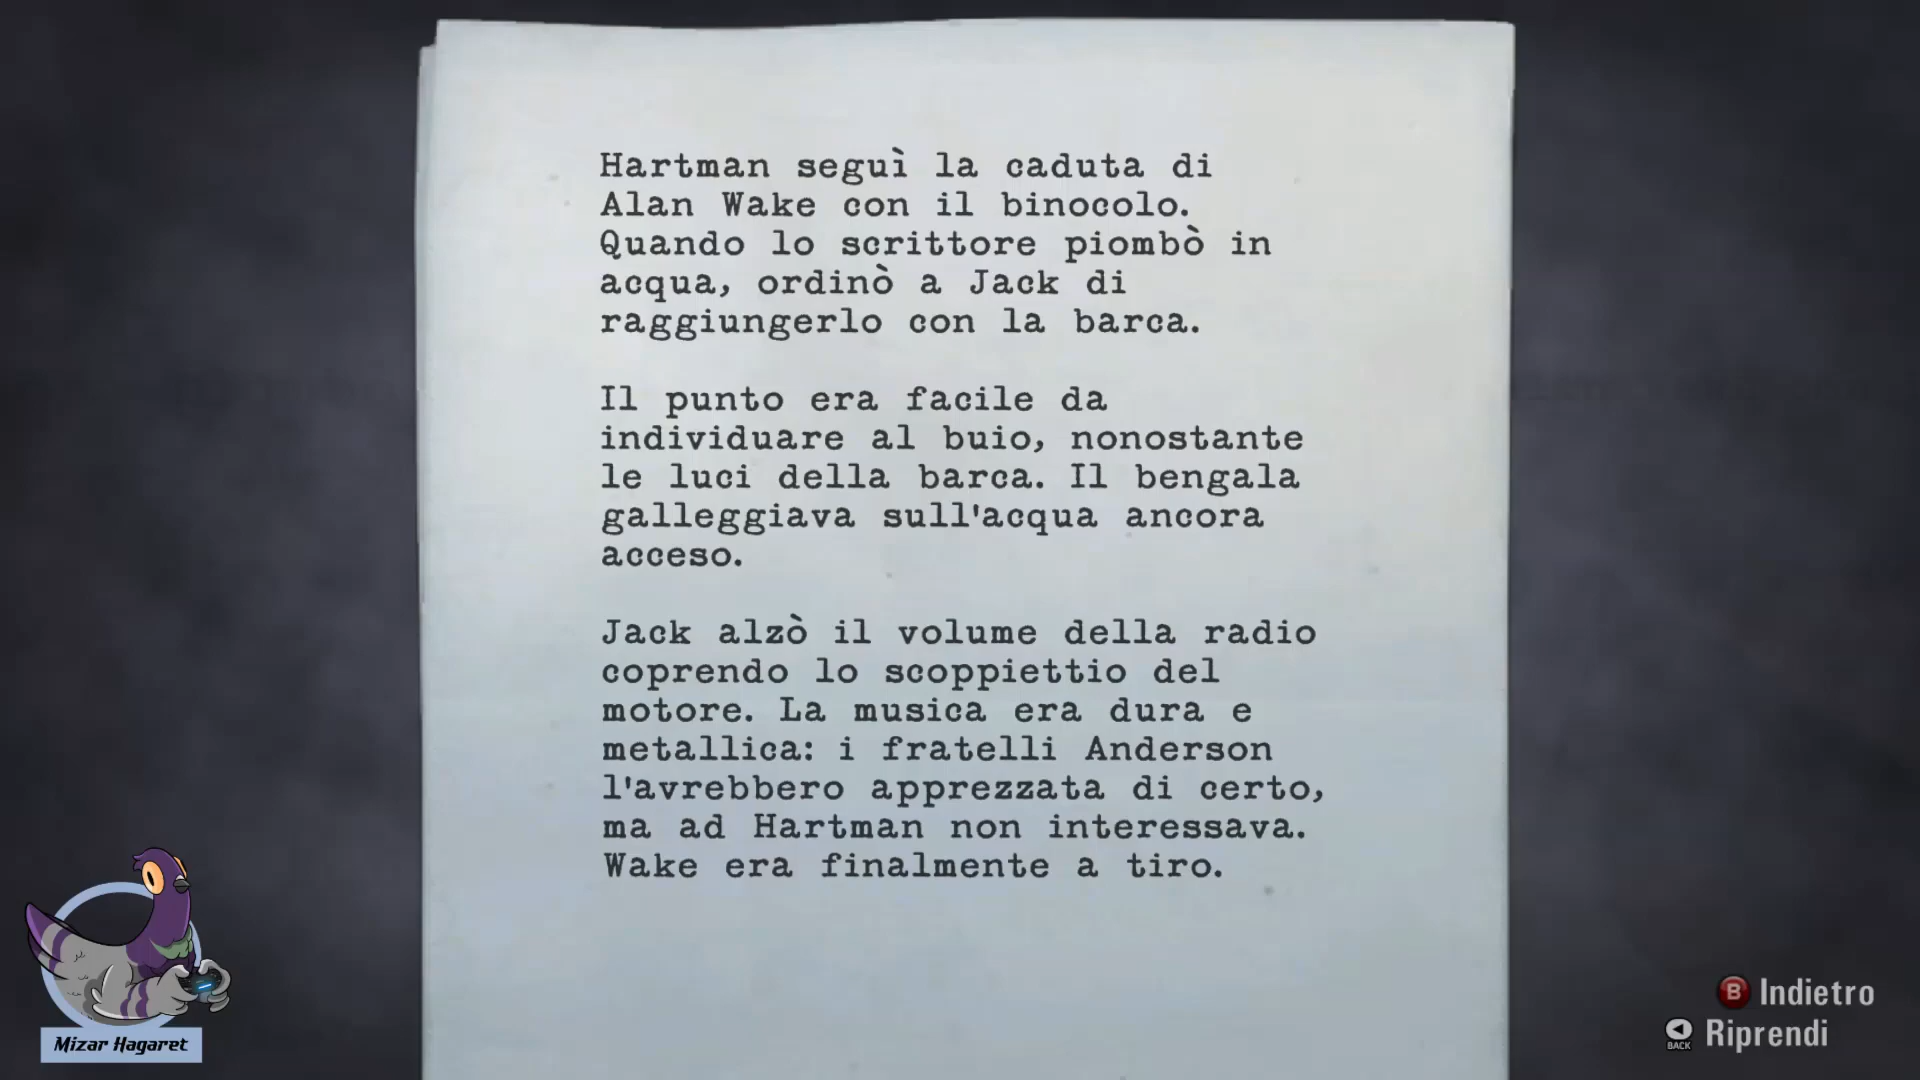 Hartman seguì la caduta di
Alan Wake con il binocolo.
Quando lo scrittore piombò in
acqua, ordinò a Jack di
raggiungerlo con la barca.
Il punto era facile da
individuare al buio, nonostante
le luci della barca. Il bengala
galleggiava sull'acqua ancora
acceso.
Jack alzò il volume della radio
coprendo lo scoppiettio del
motore. La musica era dura e
metallica: i fratelli Anderson
l'avrebbero apprezzata di certo,
ma ad Hartman non interessava.
Wake era finalmente a tiro.
Mizar Hagaret
B Indietro
BACK Riprendi